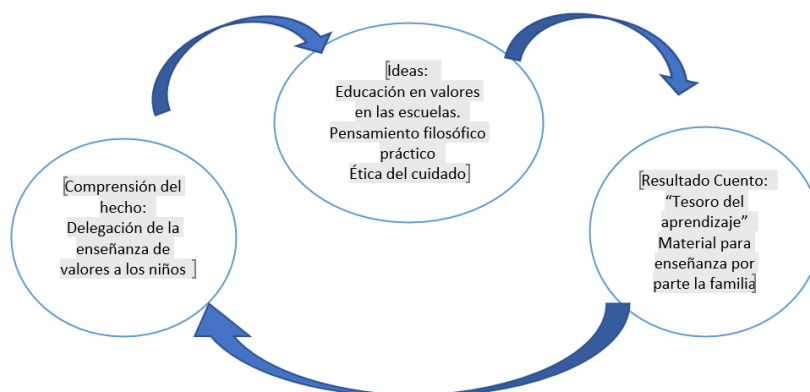 [Comprensión del
hecho:
Delegación de la
enseñanza de
valores a los niños ]
[Ideas:
Educación en valores
en las escuelas.
Pensamiento filosófico
práctico
Ética del cuidado]
[Resultado Cuento:
“Tesoro del
aprendizaje”
Material para
enseñanza por
parte la familia]